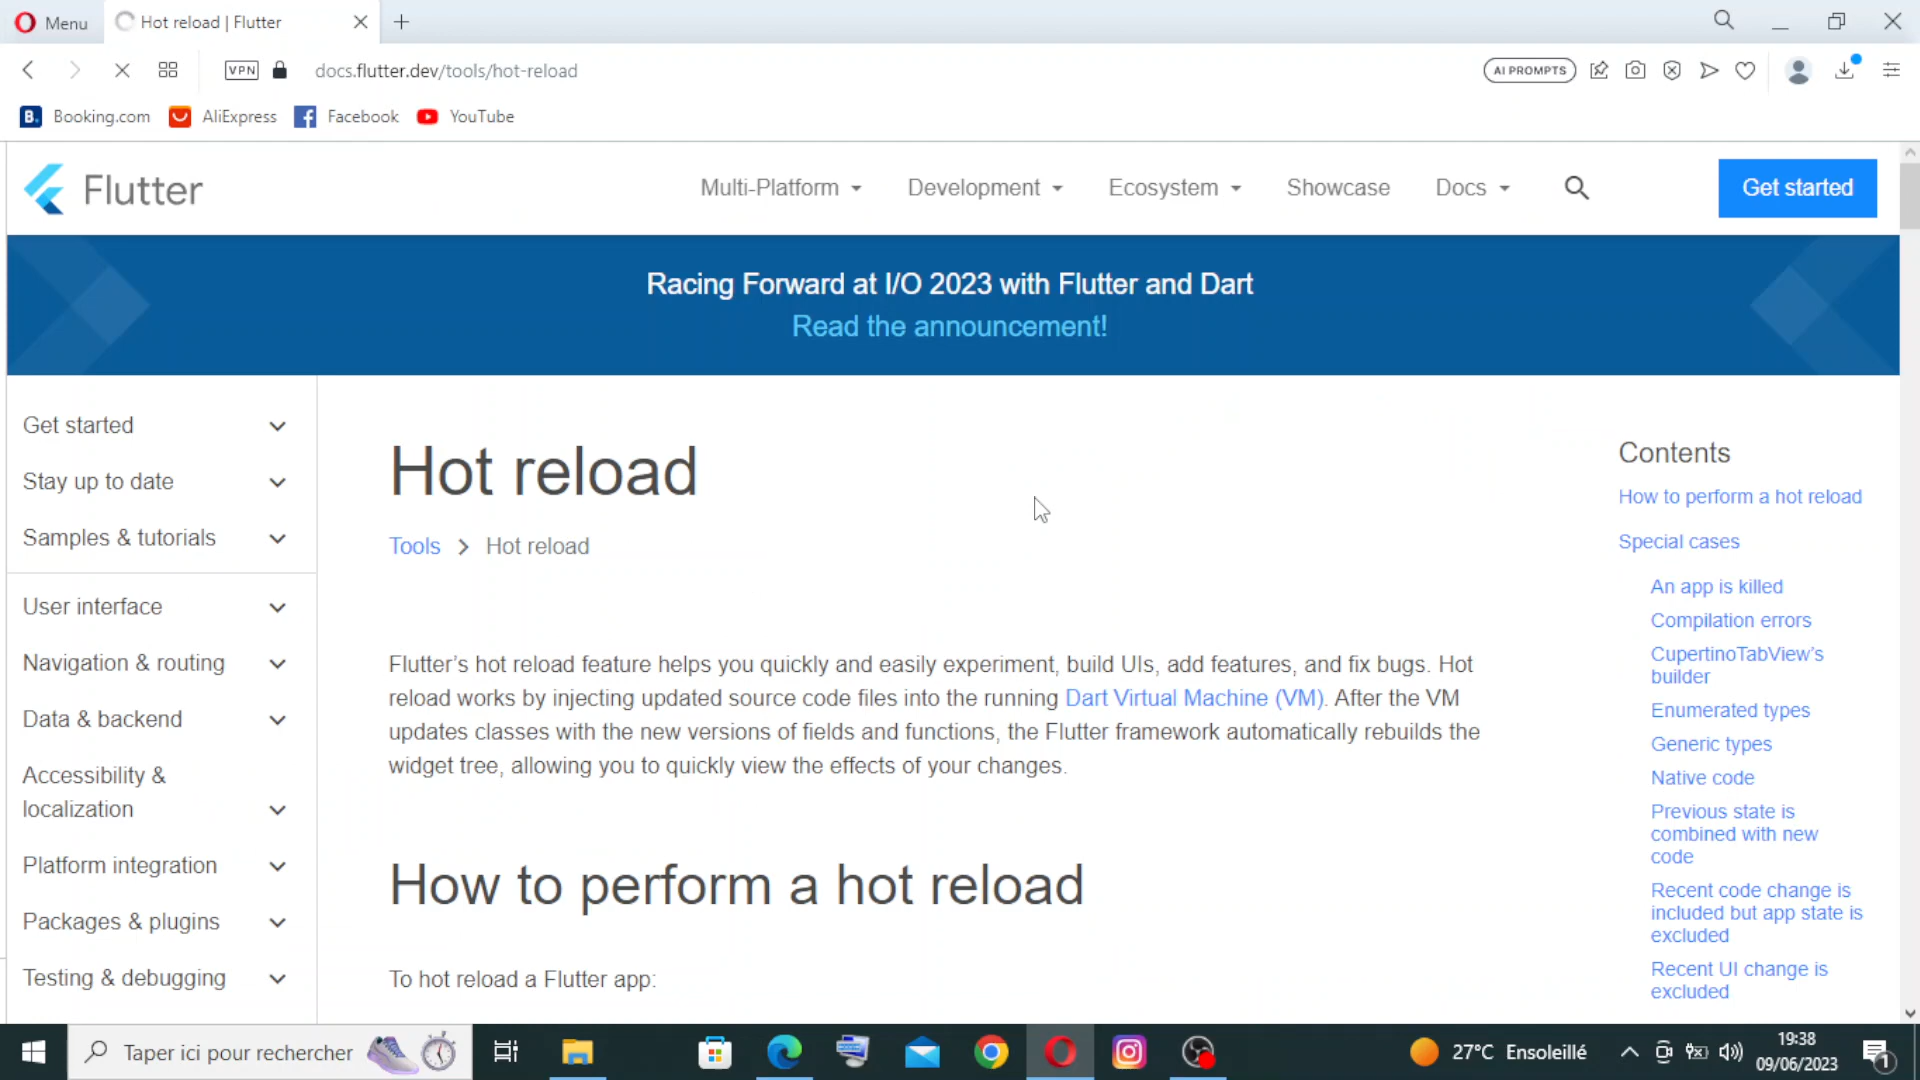 Menu
Hot reload | Flutter
VPN
docs.flutter.dev/tools/hot-reload
AI PROMPTS
B.
Booking.com
AliExpress
Facebook
YouTube
Flutter
Multi-Platform
Development
Ecosystem
Showcase
Docs
Get started
Racing Forward at I/O 2023 with Flutter and Dart
Read the announcement!
Get started
Stay up to date
Samples & tutorials
User interface
Navigation & routing
Data & backend
Accessibility &
localization
Platform integration
Packages & plugins
Testing & debugging
Hot reload
Tools
Hot reload
Flutter’s hot reload feature helps you quickly and easily experiment, build UIs, add features, and fix bugs. Hot
reload works by injecting updated source code files into the running Dart Virtual Machine (VM). After the VM
updates classes with the new versions of fields and functions, the Flutter framework automatically rebuilds the
widget tree, allowing you to quickly view the effects of your changes.
How to perform a hot reload
To hot reload a Flutter app:
Contents
How to perform a hot reload
Special cases
An app is killed
Compilation errors
CupertinoTabView’s
builder
Enumerated types
Generic types
Native code
Previous state is
combined with new
code
Recent code change is
included but app state is
excluded
Recent UI change is
excluded
Taper ici pour rechercher
27°C Ensoleillé
19:38
09/06/2023
1